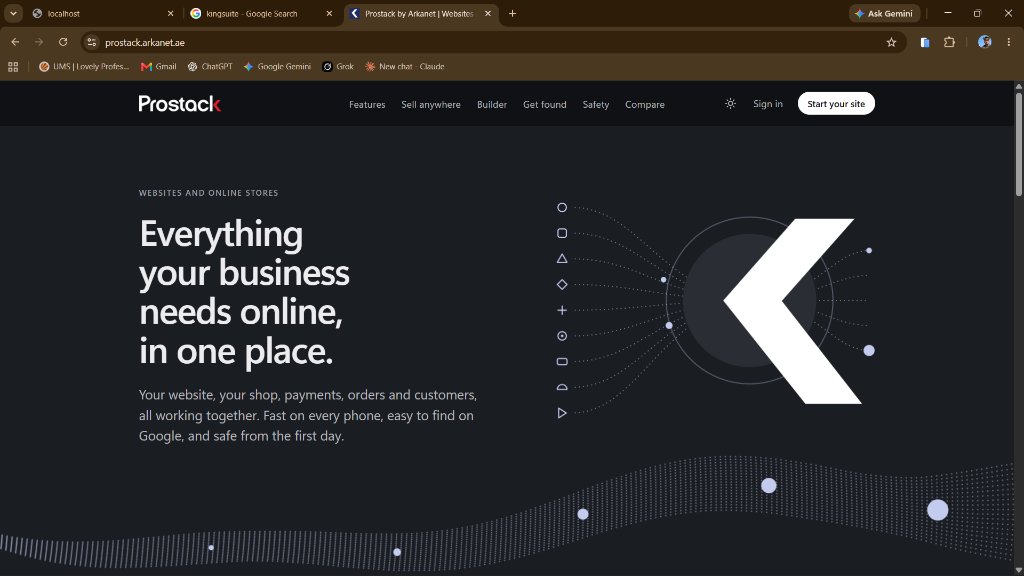 localhost
kingsuite - Google Search
Prostack by Arkanet | Websites
Ask Gemini
prostack.arkanet.ae
UMS | Lovely Profes...
Gmail
ChatGPT
Google Gemini
Grok
New chat - Claude
Prostack
Features
Sell anywhere
Builder
Get found
Safety
Compare
Sign in
Start your site
WEBSITES AND ONLINE STORES
Everything
your business
needs online,
in one place.
Your website, your shop, payments, orders and customers,
all working together. Fast on every phone, easy to find on
Google, and safe from the first day.